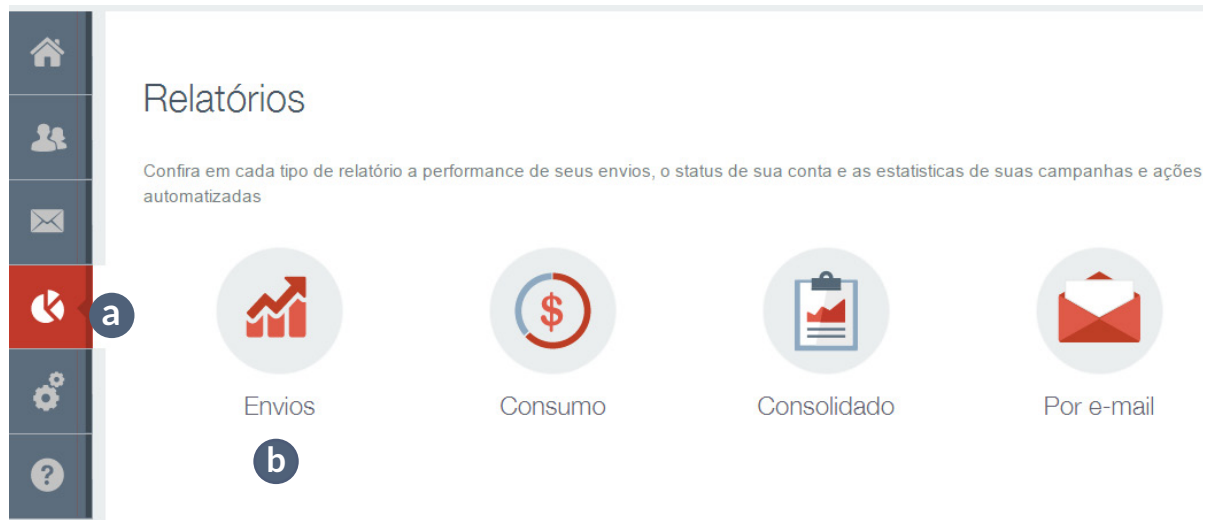 Relatórios
Confira em cada tipo de relatório a performance de seus envios, o status de sua conta e as estatisticas de suas campanhas e ações
automatizadas
a
$
Envios
Consumo
Consolidado
Por e-mail
b
?